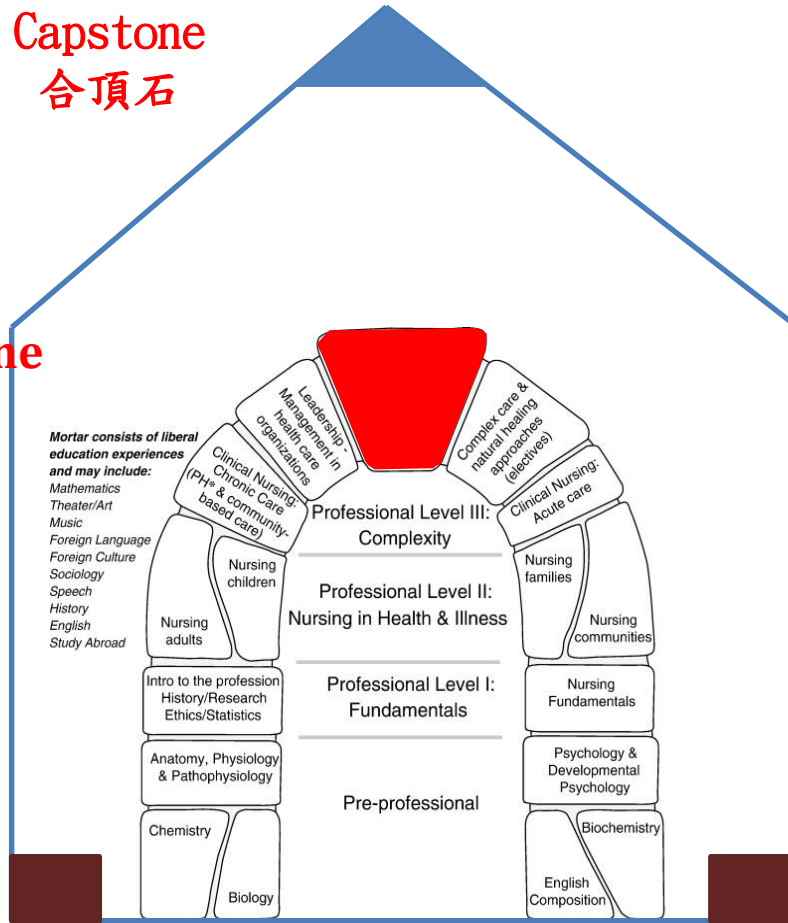 Capstone
合頂石
ne
Mortar consists of liberal
education experiences
and may include:
Mathematics
Theater/Art
Music
Foreign Language
Foreign Culture
Sociology
Speech
History
English
Study Abroad
Leadership -
Management in
health care
organizations
Complex care &
natural healing
approaches
(electives)
Clinical Nursing:
Chronic Care
(PH* & community-
based care)
Clinical Nursing:
Acute care
Professional Level III:
Complexity
Nursing
children
Nursing
adults
Professional Level II:
Nursing in Health & Illness
Nursing
families
Nursing
communities
Intro to the profession
History/Research
Ethics/Statistics
Professional Level I:
Fundamentals
Nursing
Fundamentals
Anatomy, Physiology
& Pathophysiology
Psychology &
Developmental
Psychology
Pre-professional
Chemistry
Biology
Biochemistry
English
Composition